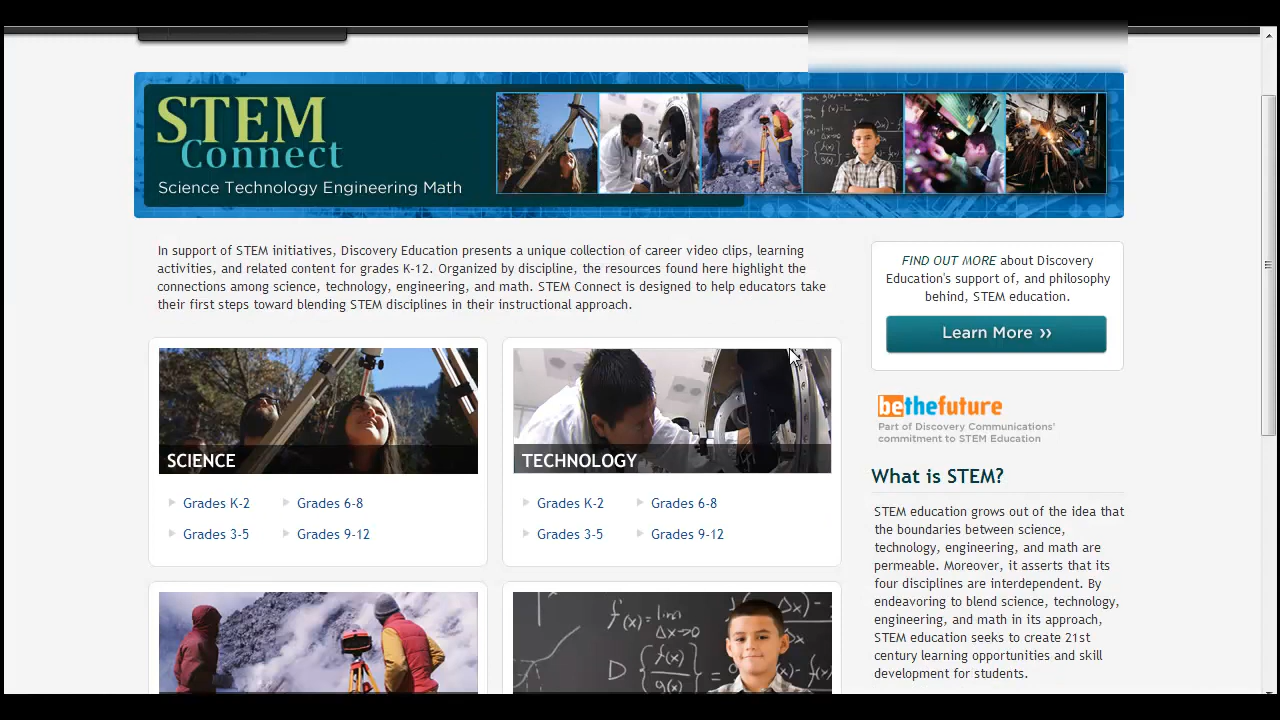 STEM
Connect
Science Technology Engineering Math
In support of STEM initiatives, Discovery Education presents a unique collection of career video clips, learning
activities, and related content for grades K-12. Organized by discipline, the resources found here highlight the
connections among science, technology, engineering, and math. STEM Connect is designed to help educators take
their first steps toward blending STEM disciplines in their instructional approach.
SCIENCE
Grades K-2
Grades 6-8
Grades 3-5
Grades 9-12
TECHNOLOGY
Grades K-2
Grades 6-8
Grades 3-5
Grades 9-12
FIND OUT MORE about Discovery
Education's support of, and philosophy
behind, STEM education.
Learn More ››
bethefuture
Part of Discovery Communications'
commitment to STEM Education
What is STEM?
STEM education grows out of the idea that
the boundaries between science,
technology, engineering, and math are
permeable. Moreover, it asserts that its
four disciplines are interdependent. By
endeavoring to blend science, technology,
engineering, and math in its approach,
STEM education seeks to create 21st
century learning opportunities and skill
development for students.